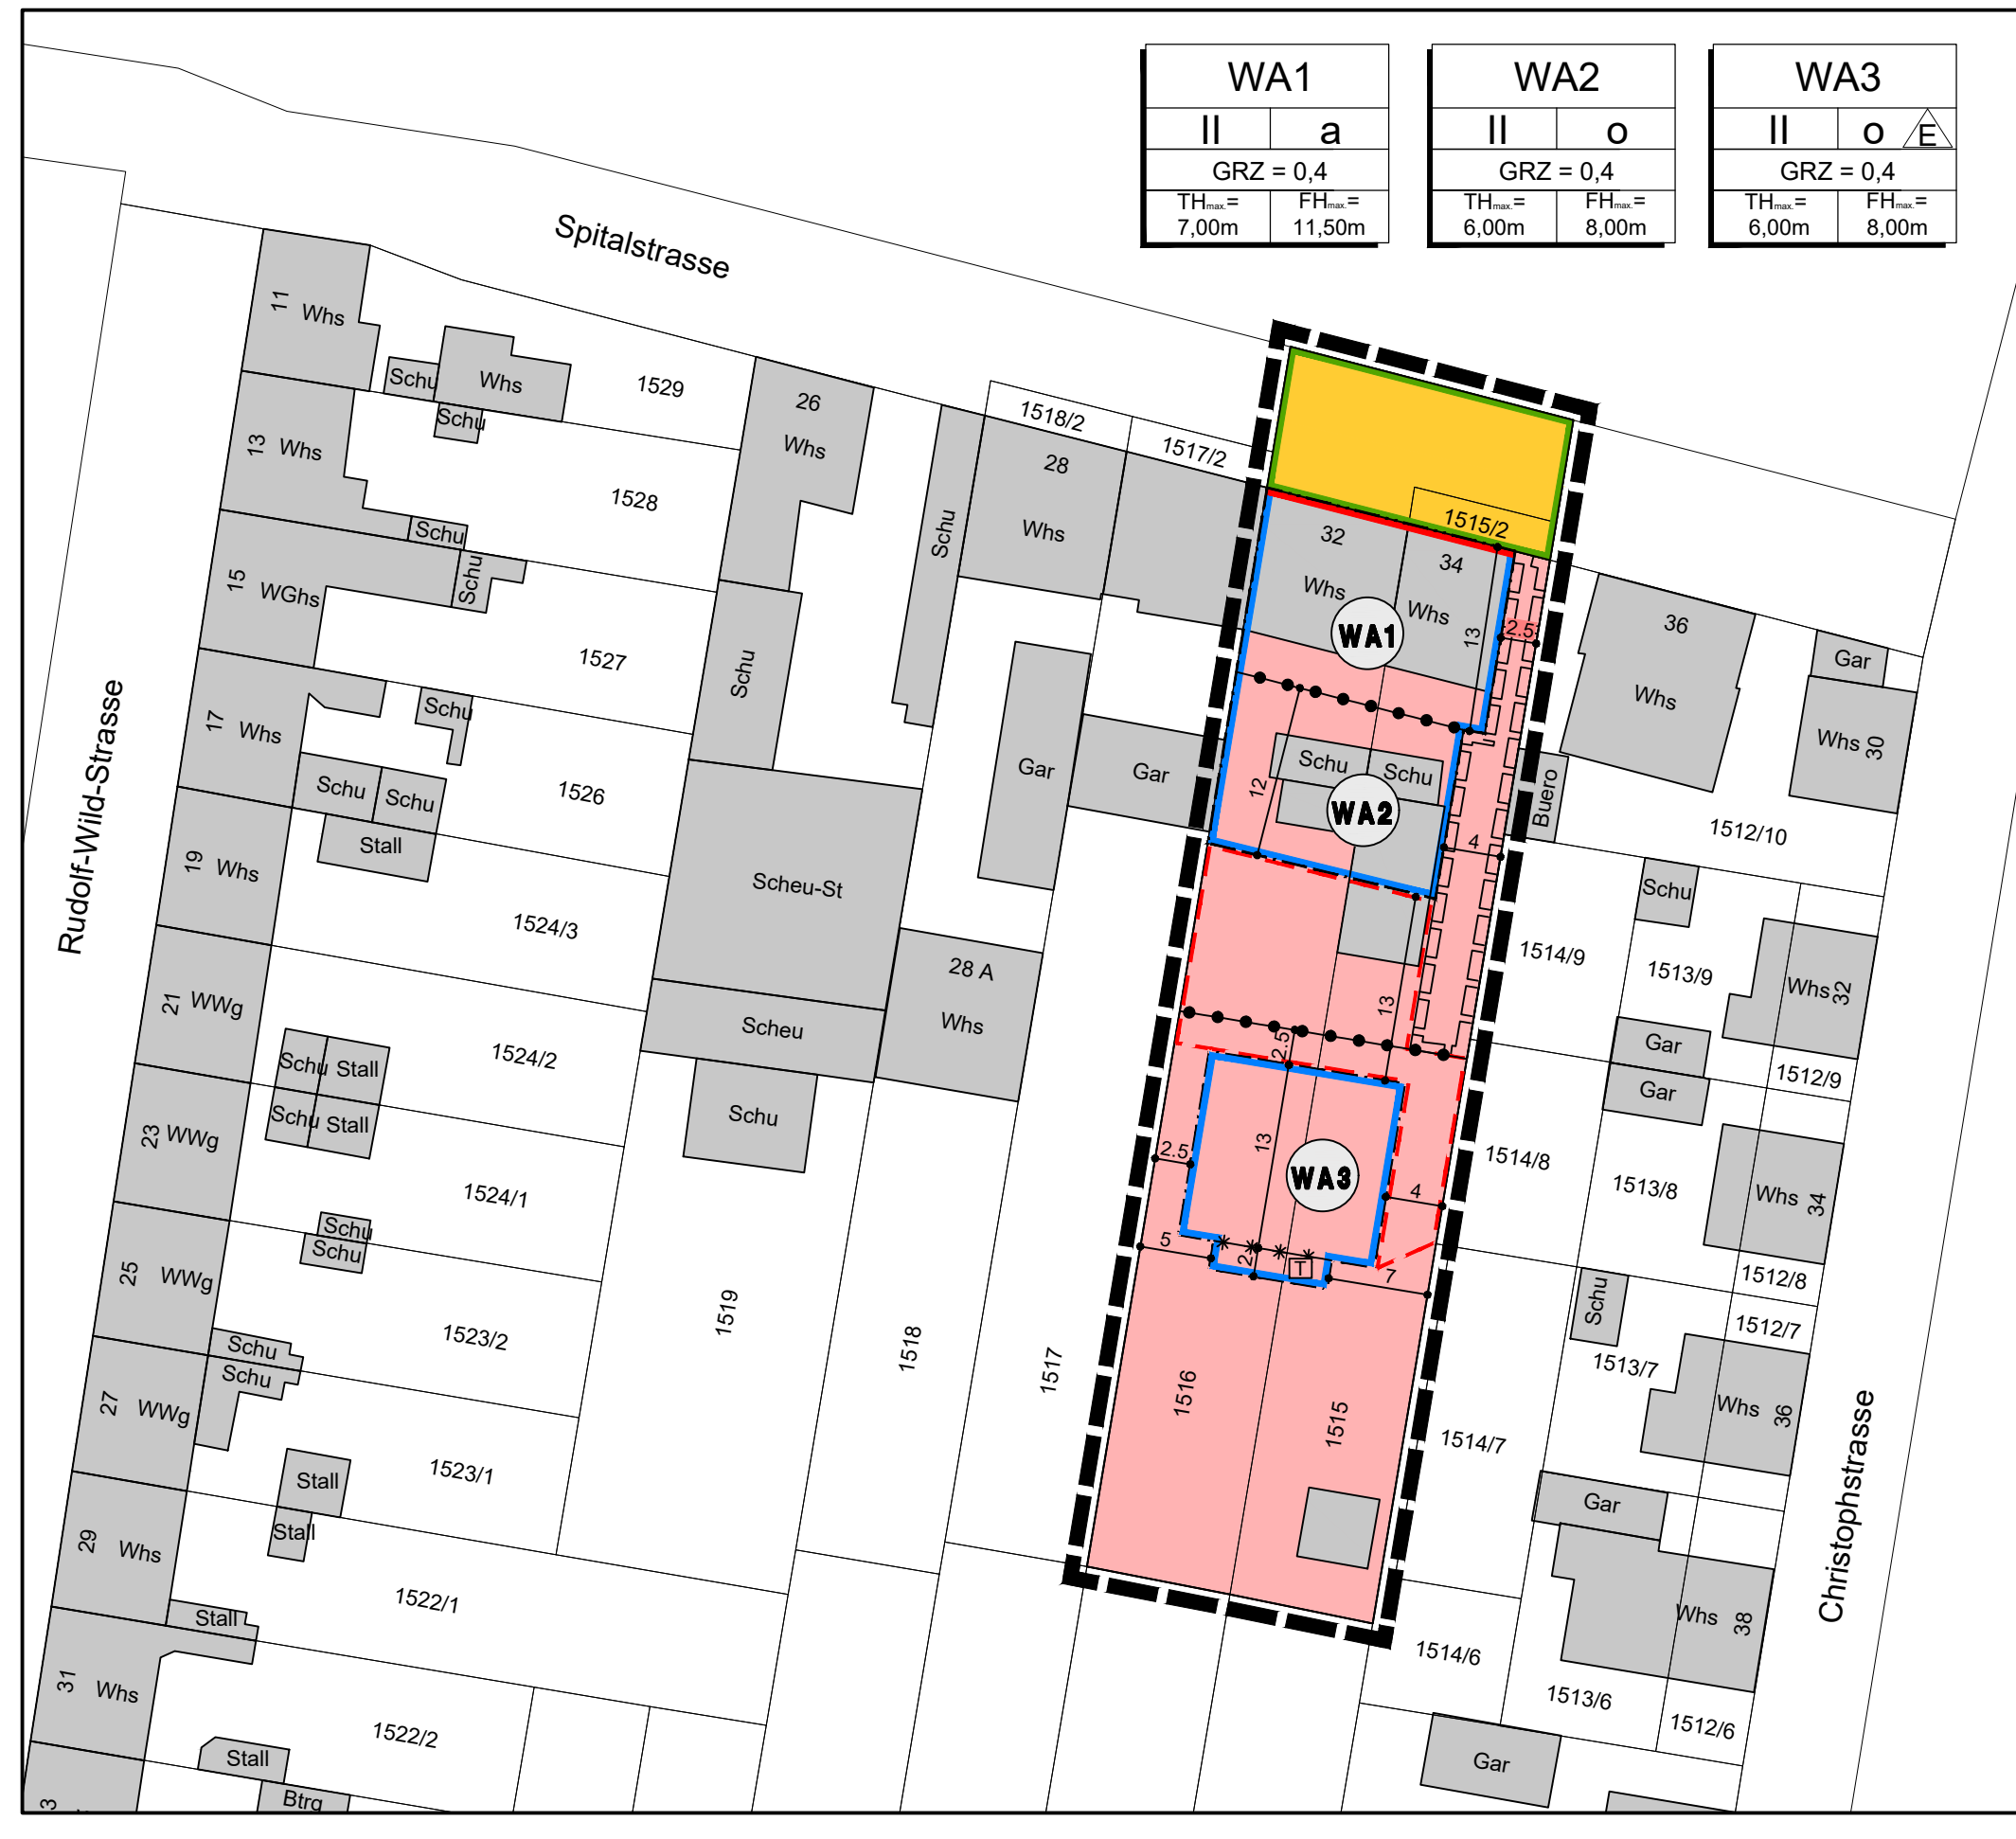 WA1
II a
GRZ = 0,4
THmax.= FHmax.=
7,00m 11,50m
WA2
II o
GRZ = 0,4
THmax.= FHmax.=
6,00m 8,00m
WA3
II o E
GRZ = 0,4
THmax.= FHmax.=
6,00m 8,00m
Spitalstrasse
Rudolf-Wild-Strasse
Christophstrasse
11 Whs
Schu
Whs
Schu
1529
13 Whs
Schu
1528
15 WGhs
Schu
1527
17 Whs
Schu
Schu
Schu
1526
19 Whs
Stall
1524/3
21 WWg
Schu
Stall
1524/2
23 WWg
Schu
Stall
1524/1
25 WWg
Schu
Schu
1523/2
27 WWg
Schu
Schu
1523/1
29 Whs
Stall
Stall
1522/1
31 Whs
Stall
1522/2
Stall
Btrg
3
26
Whs
Schu
Scheu-St
Scheu
Schu
Schu
28
Whs
1518/2
1517/2
Gar
Gar
28 A
Whs
1519
1518
1517
1515/2
32
Whs
34
Whs
WA1
13
2.5
12
Schu
Schu
WA2
4
13
2.5
13
2.5
WA3
4
5
2
T
7
1516
1515
36
Whs
Gar
Whs 30
Buero
1512/10
Schu
1514/9
1513/9
Whs 32
Gar
Gar
1512/9
1514/8
1513/8
Whs 34
1512/8
Schu
1512/7
1513/7
Whs 36
1514/7
Gar
Whs 38
1514/6
1513/6
1512/6
Gar